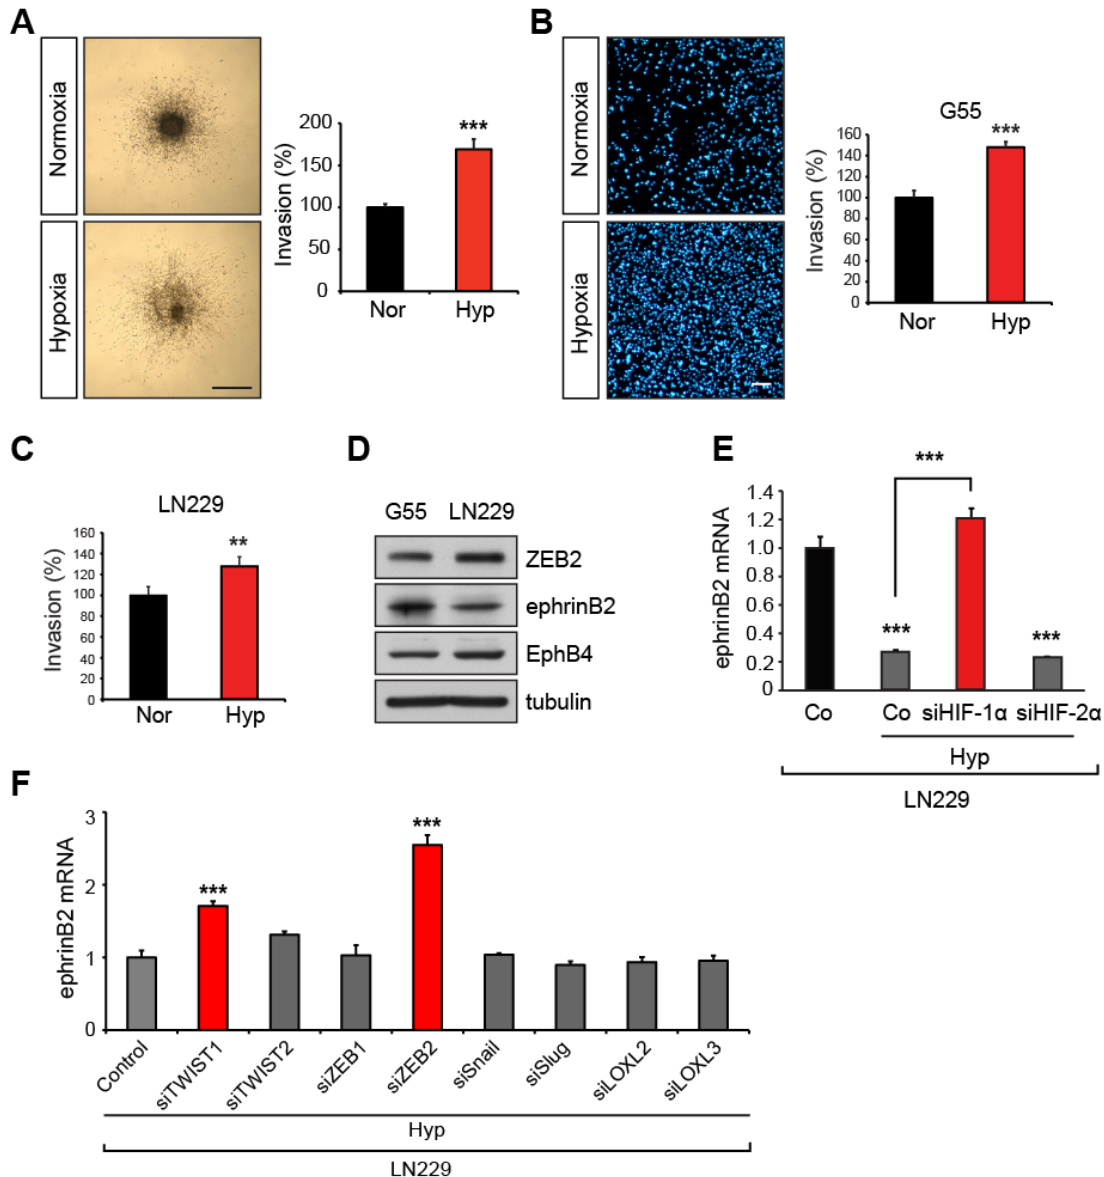 A
Normoxia
Hypoxia
Invasion (%)
200
150
100
50
0
***
Nor
Hyp
B
Normoxia
Hypoxia
G55
Invasion (%)
160
140
120
100
80
60
40
20
0
***
Nor
Hyp
C
LN229
Invasion (%)
160
140
120
100
80
60
40
20
0
**
Nor
Hyp
D
G55 LN229
ZEB2
ephrinB2
EphB4
tubulin
E
ephrinB2 mRNA
1.4
1.2
1.0
0.8
0.6
0.4
0.2
0
***
***
***
Co
Co siHIF-1α siHIF-2α
Hyp
LN229
F
ephrinB2 mRNA
3
2
1
0
***
***
Control
siTWIST1
siTWIST2
siZEB1
siZEB2
siSnail
siSlug
siLOXL2
siLOXL3
Hyp
LN229